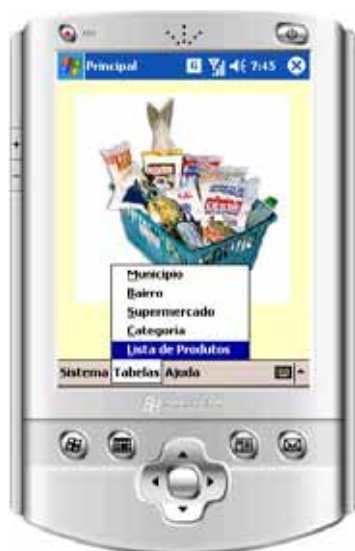 Principal 7:45
Município
Bairro
Supermercado
Categoria
Lista de Produtos
Sistema Tabelas Ajuda